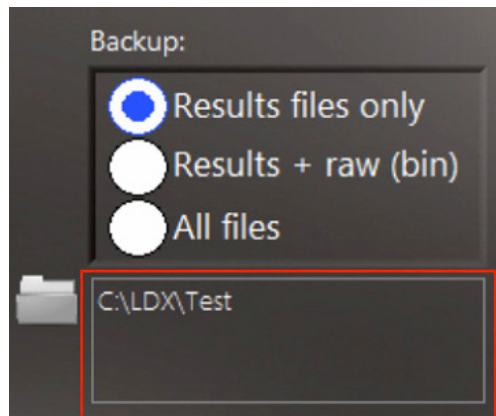 Backup:
Results files only
Results + raw (bin)
All files
C:\LDX\Test